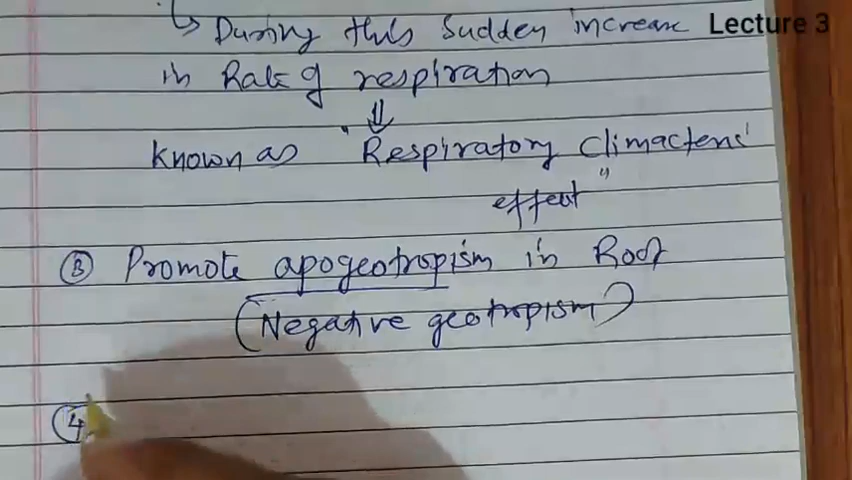 Lecture 3
↳ During this sudden increase
in Rate of respiration
⇓
known as "Respiratory Climacteric
effect"
③ Promote apogeotropism in Root
(Negative geotropism)
④